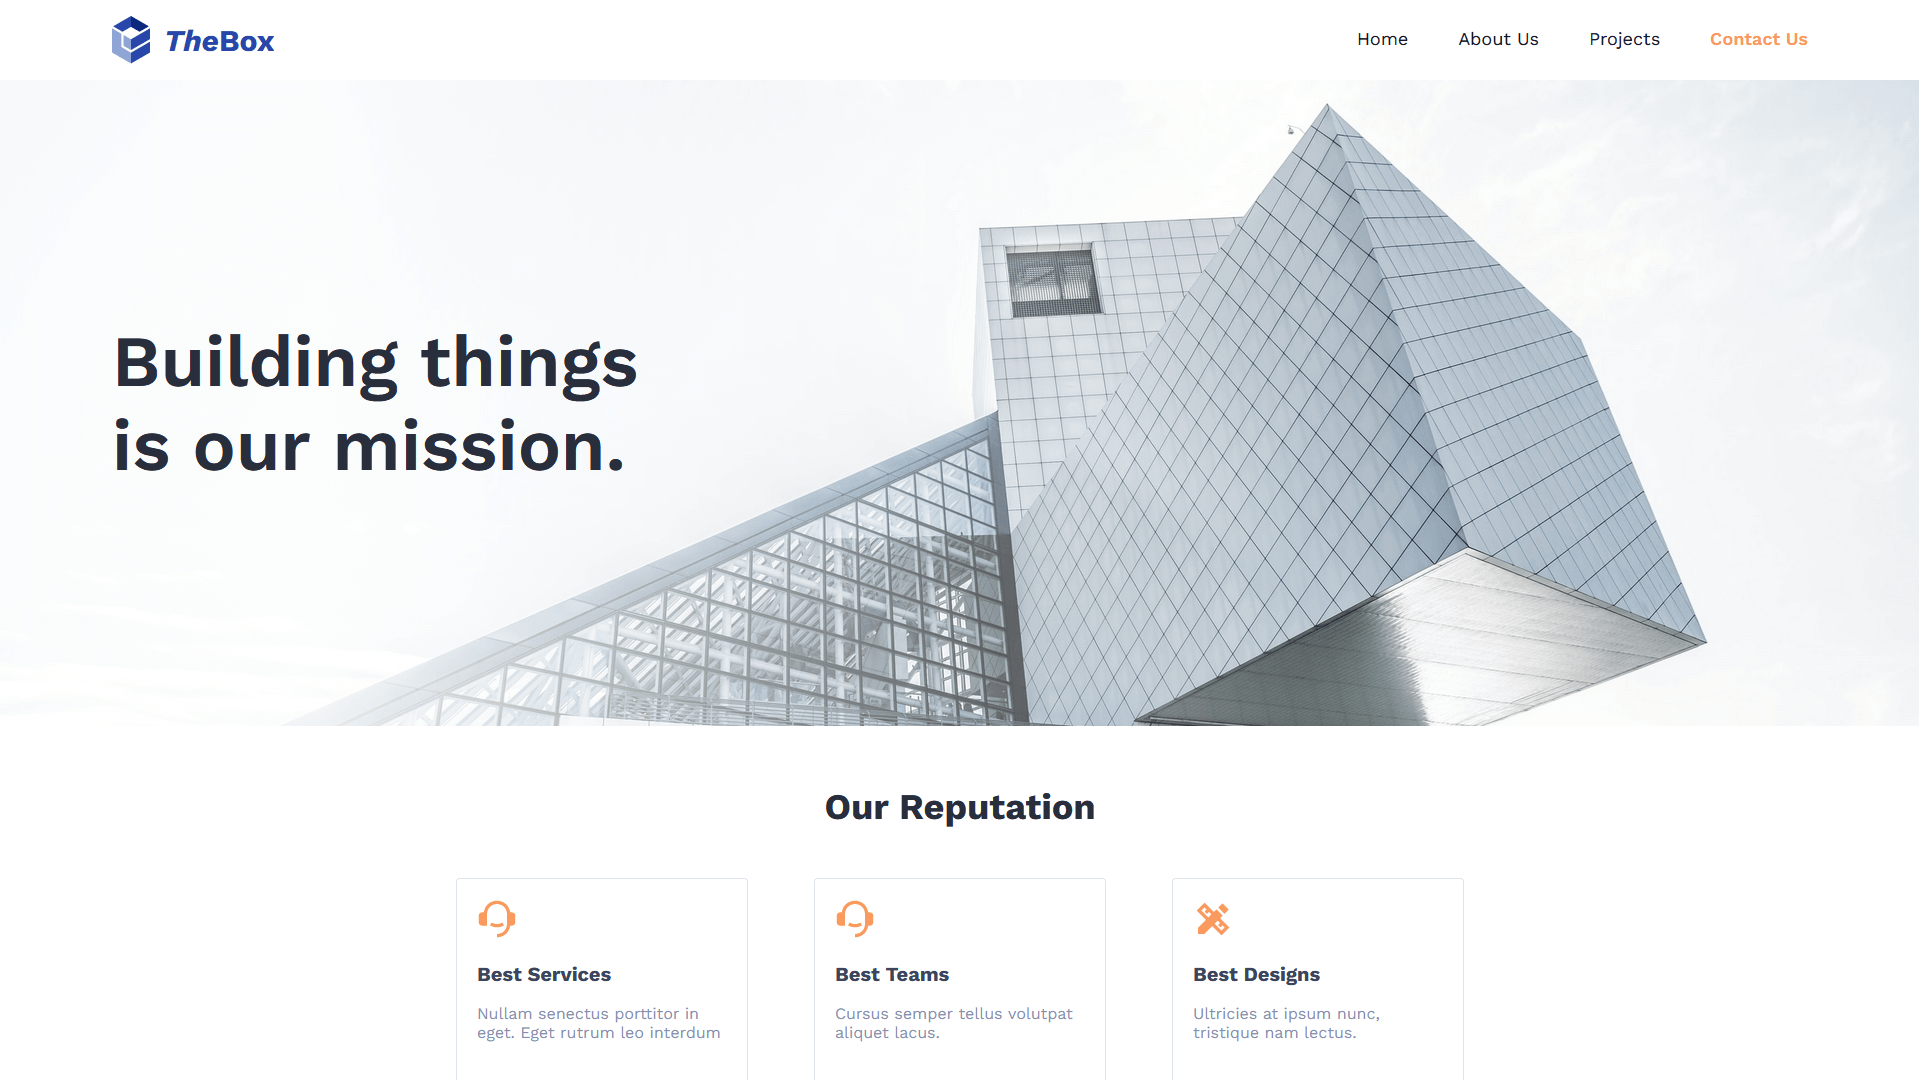 TheBox
Home
About Us
Projects
Contact Us
Building things
is our mission.
Our Reputation
Best Services
Nullam senectus porttitor in
eget. Eget rutrum leo interdum
Best Teams
Cursus semper tellus volutpat
aliquet lacus.
Best Designs
Ultricies at ipsum nunc,
tristique nam lectus.